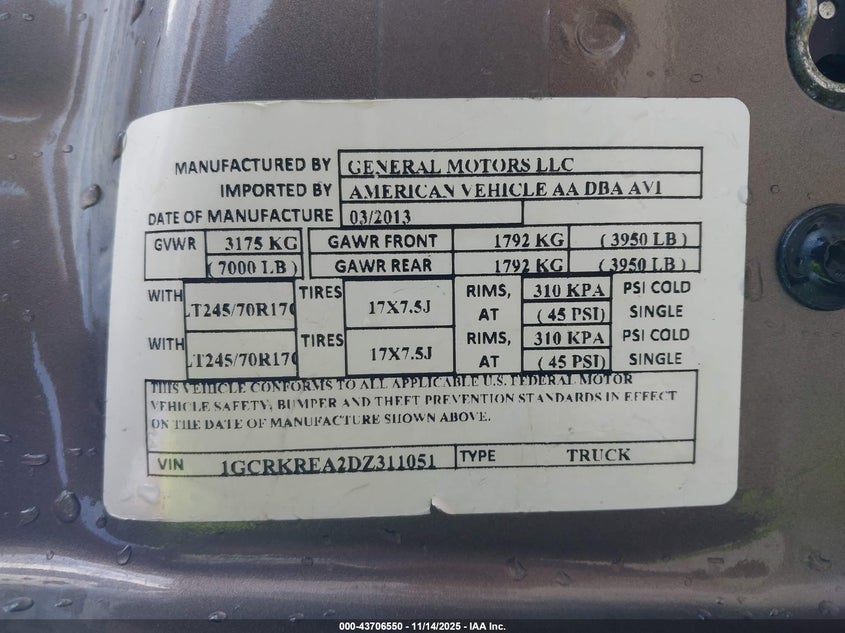 MANUFACTURED BY GENERAL MOTORS LLC
IMPORTED BY AMERICAN VEHICLE AA DBA AVI
DATE OF MANUFACTURE 03/2013
GVWR 3175 KG GAWR FRONT 1792 KG ( 3950 LB )
( 7000 LB ) GAWR REAR 1792 KG ( 3950 LB )
WITH LT245/70R17C TIRES 17X7.5J RIMS, 310 KPA PSI COLD
AT ( 45 PSI) SINGLE
WITH LT245/70R17C TIRES 17X7.5J RIMS, 310 KPA PSI COLD
AT ( 45 PSI) SINGLE
THIS VEHICLE CONFORMS TO ALL APPLICABLE U.S. FEDERAL MOTOR
VEHICLE SAFETY, BUMPER AND THEFT PREVENTION STANDARDS IN EFFECT
ON THE DATE OF MANUFACTURE SHOWN ABOVE.
VIN 1GCRKREA2DZ311051 TYPE TRUCK
000-43706550 - 11/14/2025 - IAA Inc.